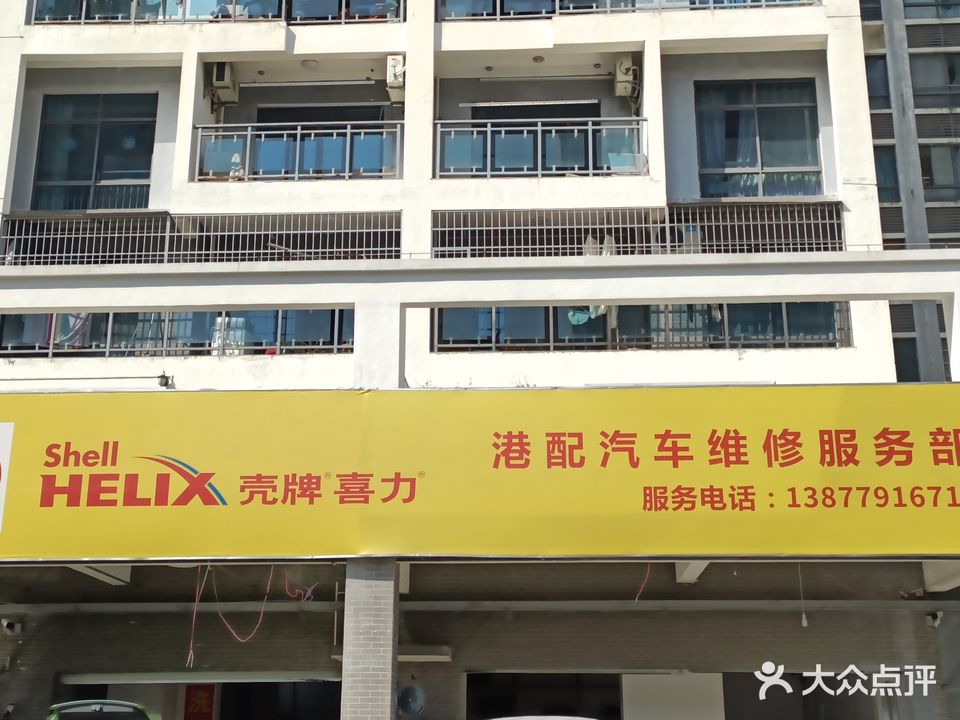 Shell
HELIX 壳牌®喜力®
港配汽车维修服务部
服务电话：1387791671
洗
大众点评